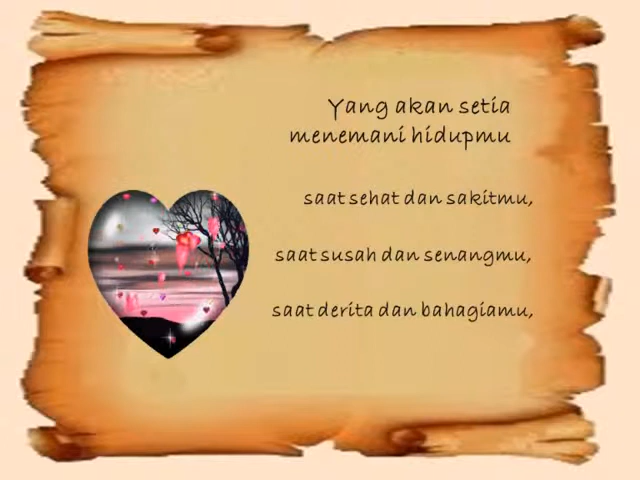 Yang akan setia
menemani hidupmu
saat sehat dan sakitmu,
saat susah dan senangmu,
saat derita dan bahagiamu,